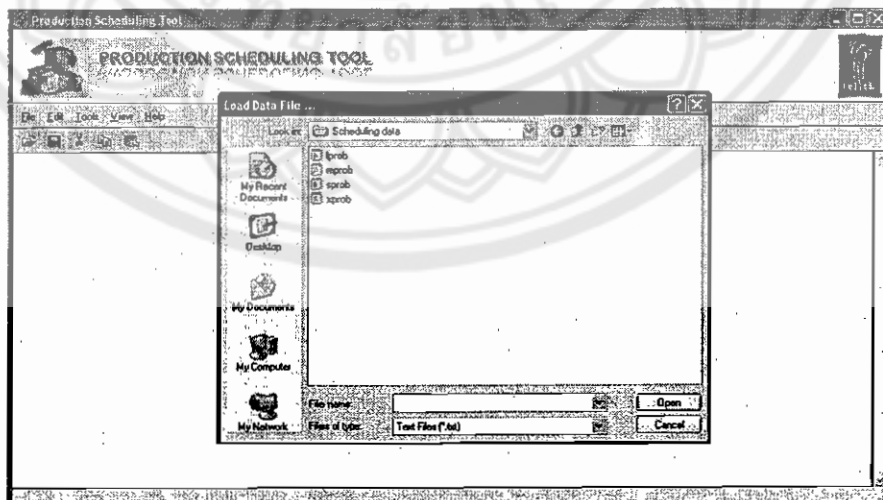 Production Scheduling Tool
PRODUCTION SCHEDULING TOOL
File Edit Tools View Help
Load Data File ...
Look in: Scheduling data
lprob
mprob
sprob
xprob
My Recent
Documents
Desktop
My Documents
My Computer
My Network
File name:
Open
Files of type: Text Files (*.txt)
Cancel